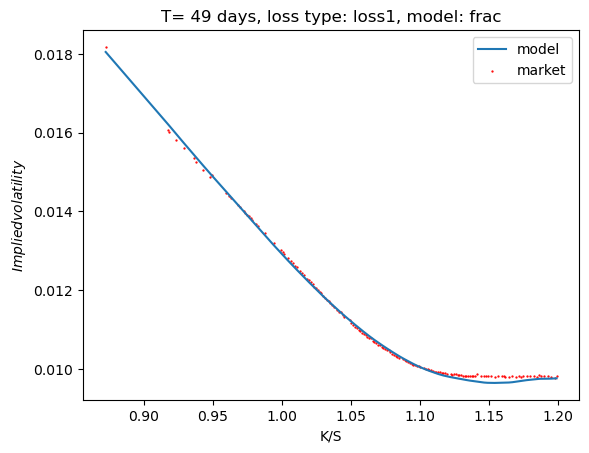 T= 49 days, loss type: loss1, model: frac
model
market
0.018
0.016
0.014
0.012
0.010
Impliedvolatility
0.90
0.95
1.00
1.05
1.10
1.15
1.20
K/S